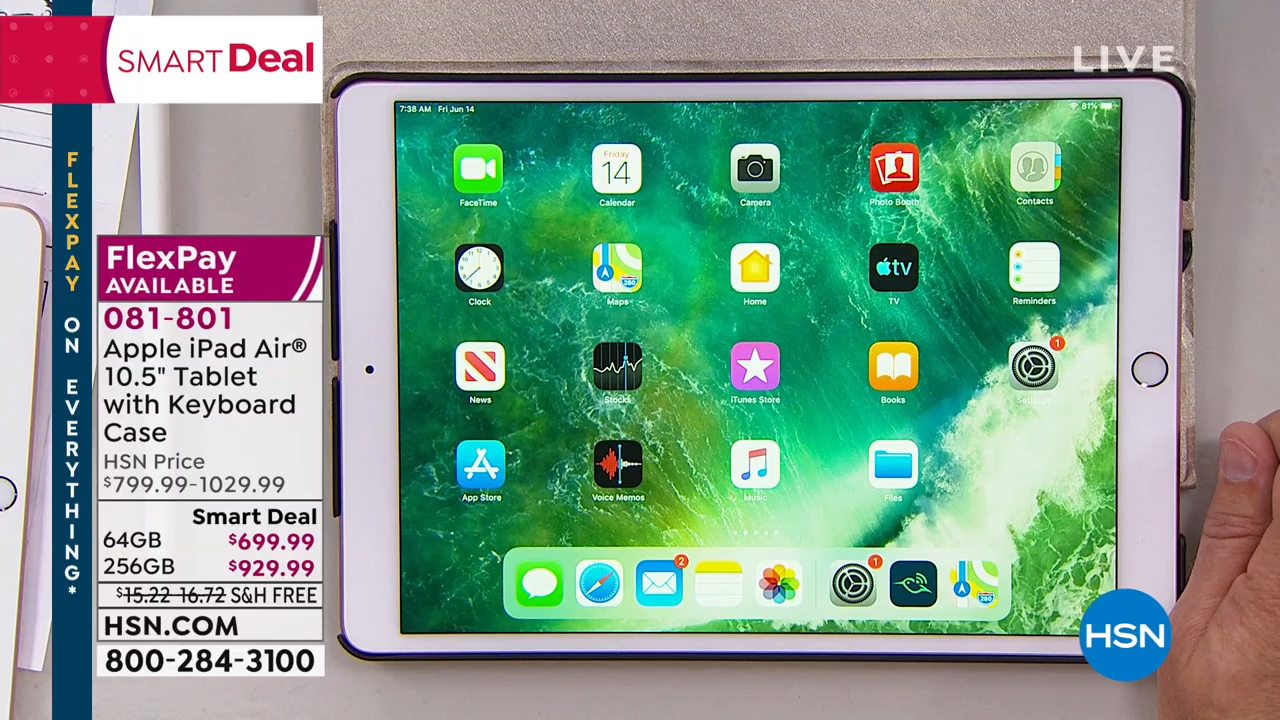 SMART Deal
FLEXPAY ON EVERYTHING*
FlexPay
AVAILABLE
081-801
Apple iPad Air®
10.5" Tablet
with Keyboard
Case
HSN Price
$799.99-1029.99
Smart Deal
64GB $699.99
256GB $929.99
$15.22-16.72 S&H FREE
HSN.COM
800-284-3100
LIVE
7:38 AM Fri Jun 14 81%
Friday
14
FaceTime Calendar Camera Photo Booth Contacts
tv
280
Clock Maps Home TV Reminders
1
News Stocks iTunes Store Books Settings
App Store Voice Memos Music Files
2 1
280
HSN